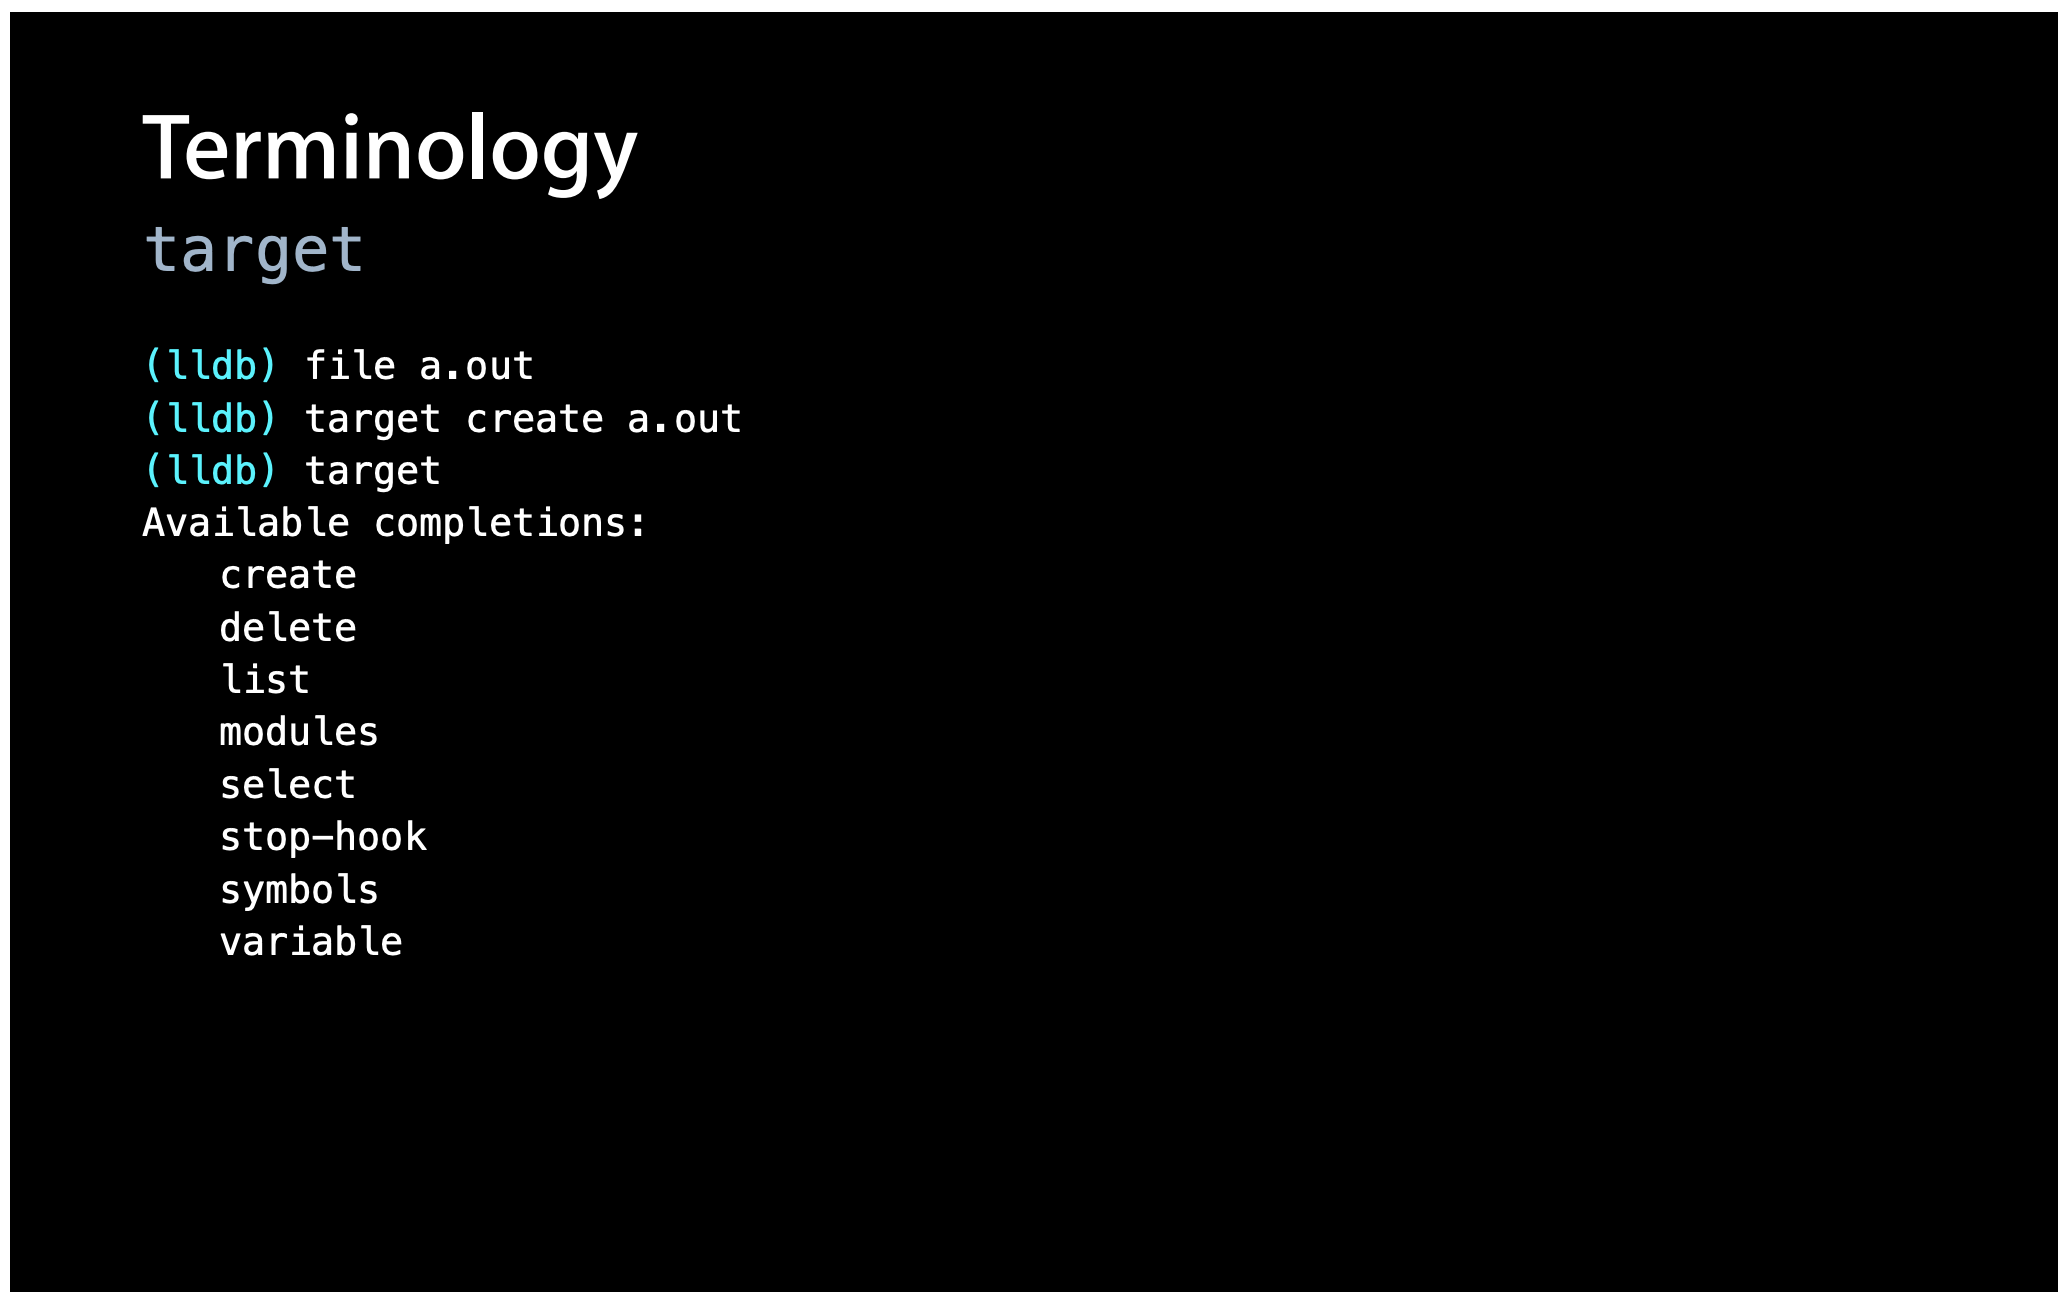 Terminology
target
(lldb) file a.out
(lldb) target create a.out
(lldb) target
Available completions:
create
delete
list
modules
select
stop-hook
symbols
variable